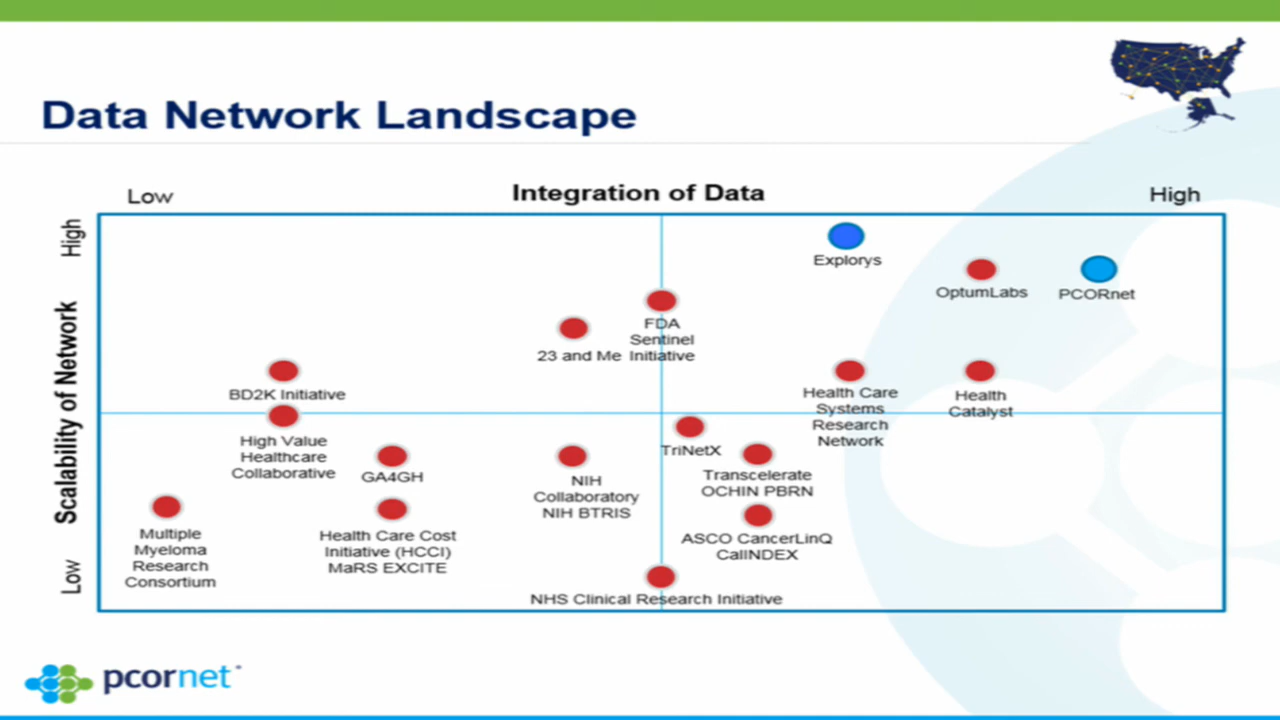 Data Network Landscape
Low
Integration of Data
High
High
Scalability of Network
Low
Explorys
OptumLabs
PCORnet
FDA
Sentinel
Initiative
23 and Me
BD2K Initiative
Health Care
Systems
Research
Network
Health
Catalyst
High Value
Healthcare
Collaborative
GA4GH
NIH
Collaboratory
NIH BTRIS
TriNetX
Transcelerate
OCHIN PBRN
Multiple
Myeloma
Research
Consortium
Health Care Cost
Initiative (HCCI)
MaRS EXCITE
ASCO CancerLinQ
CalINDEX
NHS Clinical Research Initiative
pcornet